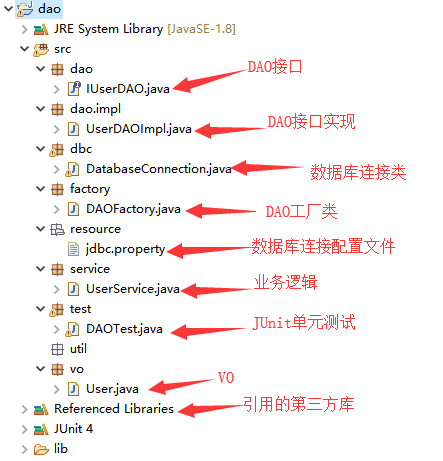 dao
JRE System Library [JavaSE-1.8]
src
dao
DAO接口
IUserDAO.java
dao.impl
DAO接口实现
UserDAOImpl.java
dbc
DatabaseConnection.java
数据库连接类
factory
DAOFactory.java
DAO工厂类
resource
jdbc.property
数据库连接配置文件
service
UserService.java
业务逻辑
test
DAOTest.java
JUnit单元测试
util
vo
VO
User.java
Referenced Libraries
引用的第三方库
JUnit 4
lib